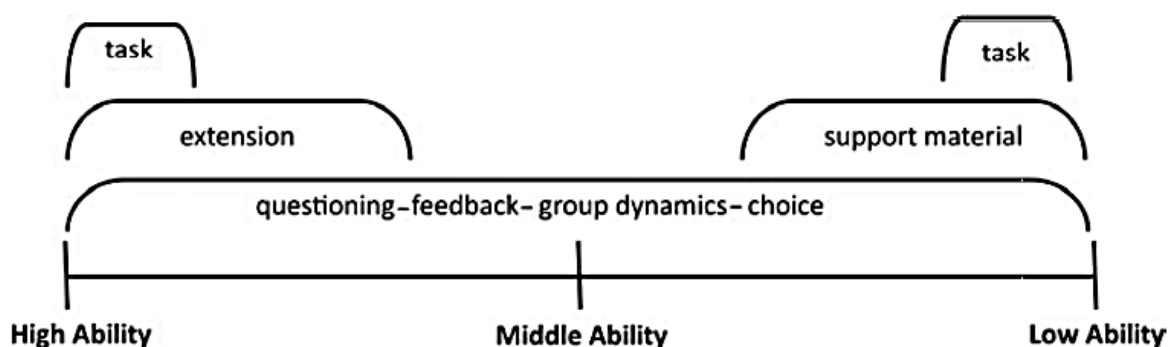 task
task
extension
support material
questioning–feedback–group dynamics–choice
High Ability
Middle Ability
Low Ability